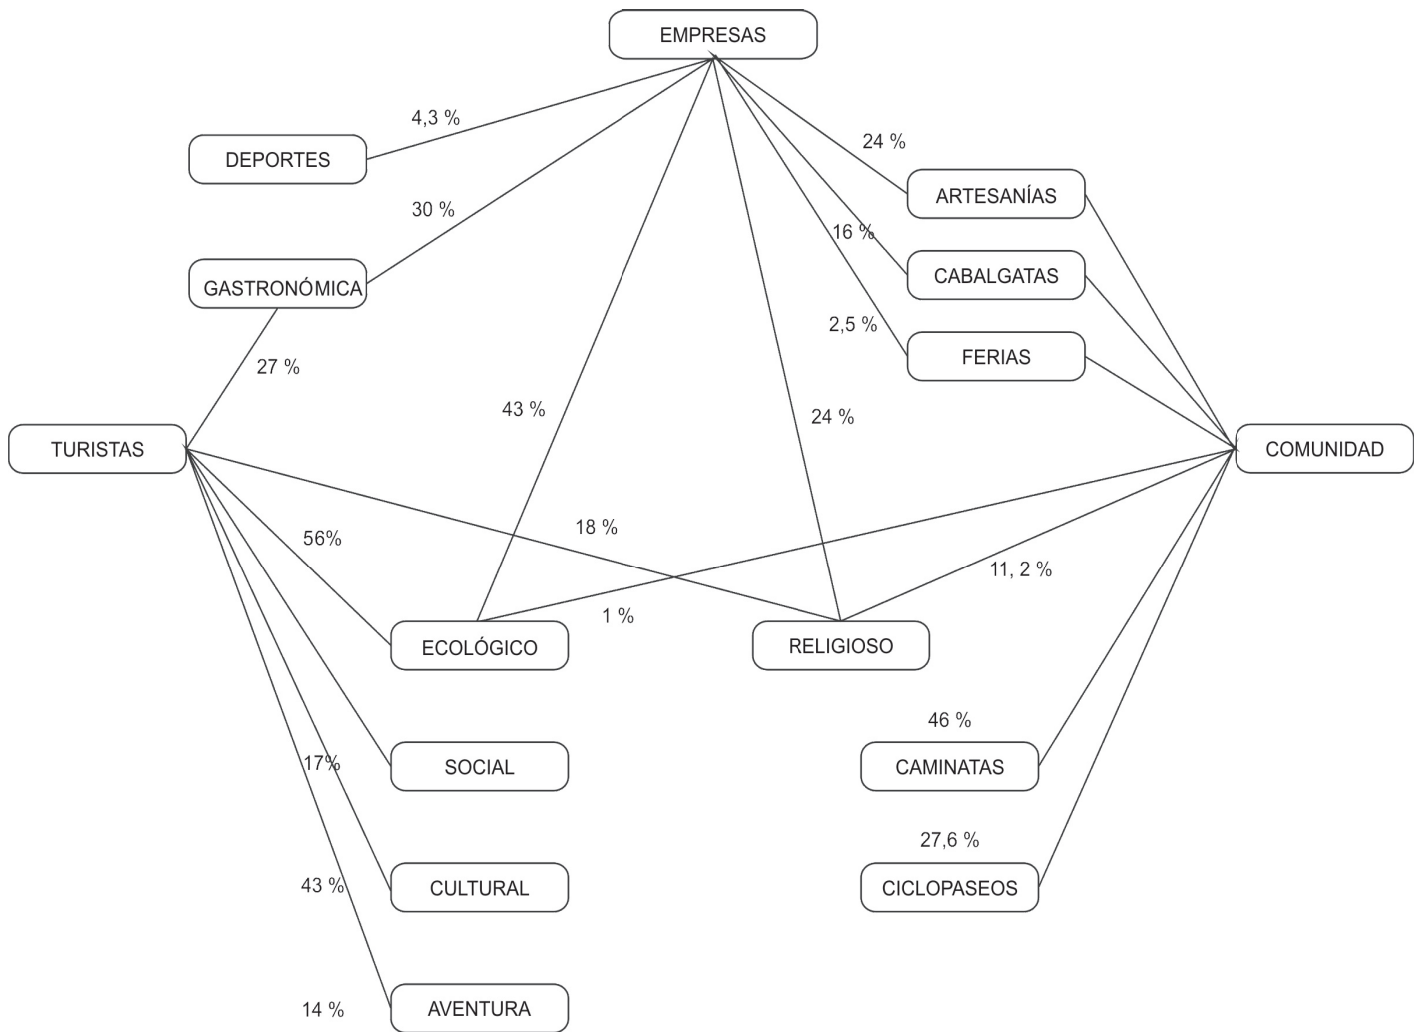 EMPRESAS
4,3 %
24 %
DEPORTES
ARTESANÍAS
30 %
16 %
CABALGATAS
GASTRONÓMICA
2,5 %
FERIAS
27 %
43 %
24 %
TURISTAS
COMUNIDAD
18 %
56%
11, 2 %
1 %
ECOLÓGICO
RELIGIOSO
46 %
17%
SOCIAL
CAMINATAS
27,6 %
43 %
CULTURAL
CICLOPASEOS
14 %
AVENTURA